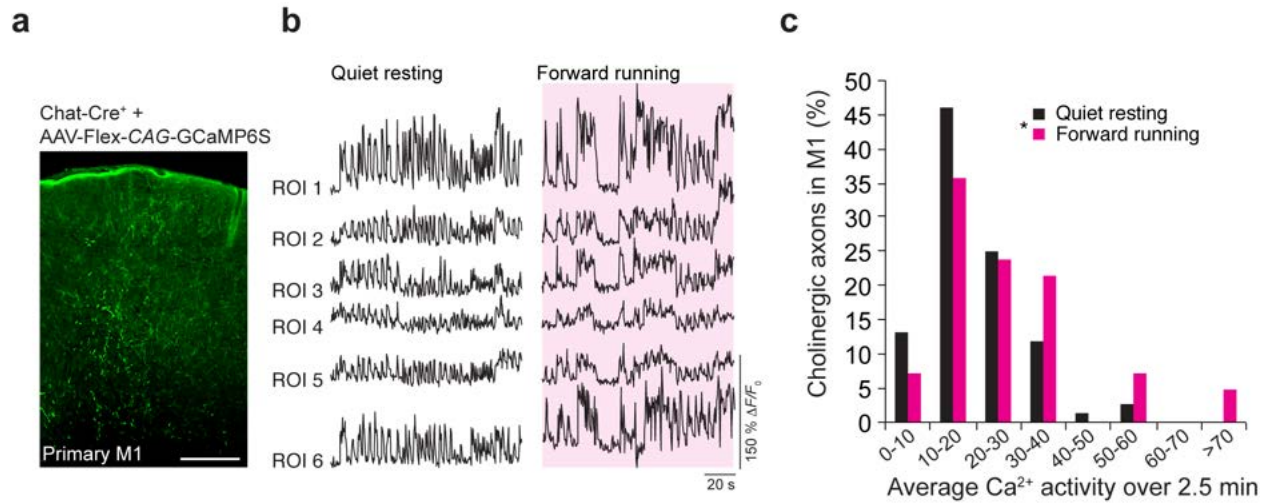 a
Chat-Cre⁺ +
AAV-Flex-CAG-GCaMP6S
Primary M1
b
Quiet resting
Forward running
ROI 1
ROI 2
ROI 3
ROI 4
ROI 5
ROI 6
150 % ΔF/F₀
20 s
c
Cholinergic axons in M1 (%)
50
45
40
35
30
25
20
15
10
5
0
* Quiet resting
Forward running
0-10
10-20
20-30
30-40
40-50
50-60
60-70
>70
Average Ca²⁺ activity over 2.5 min